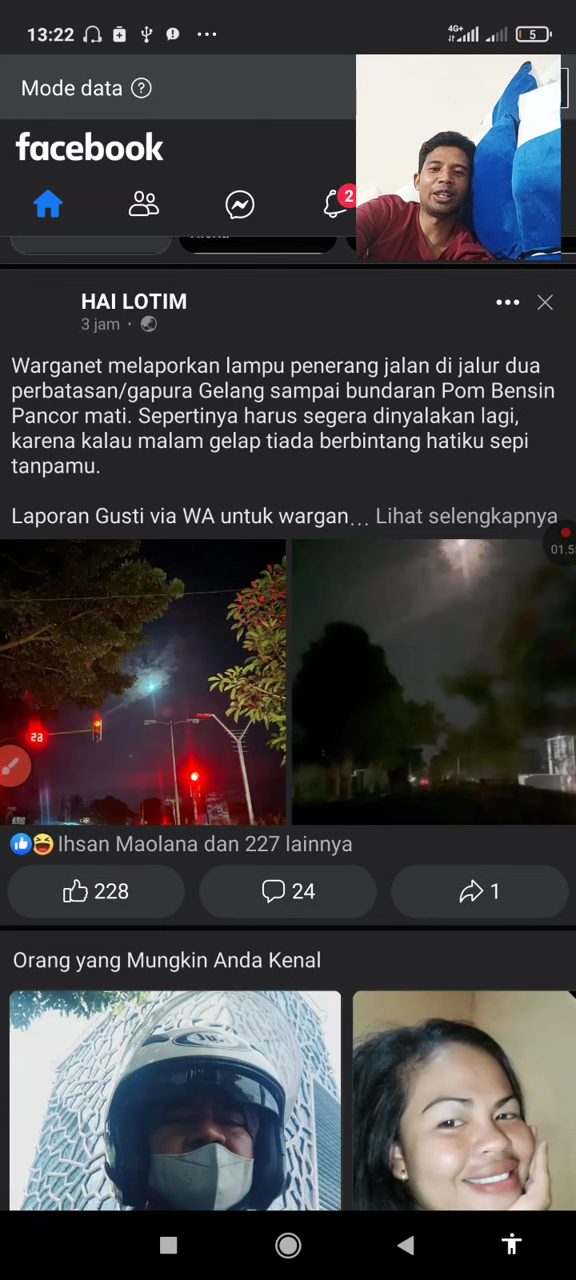 13:22
4G+
5
Mode data ?
facebook
2
HAI LOTIM
3 jam ·
Warganet melaporkan lampu penerang jalan di jalur dua
perbatasan/gapura Gelang sampai bundaran Pom Bensin
Pancor mati. Sepertinya harus segera dinyalakan lagi,
karena kalau malam gelap tiada berbintang hatiku sepi
tanpamu.
Laporan Gusti via WA untuk wargan... Lihat selengkapnya
23
Ihsan Maolana dan 227 lainnya
228
24
1
Orang yang Mungkin Anda Kenal